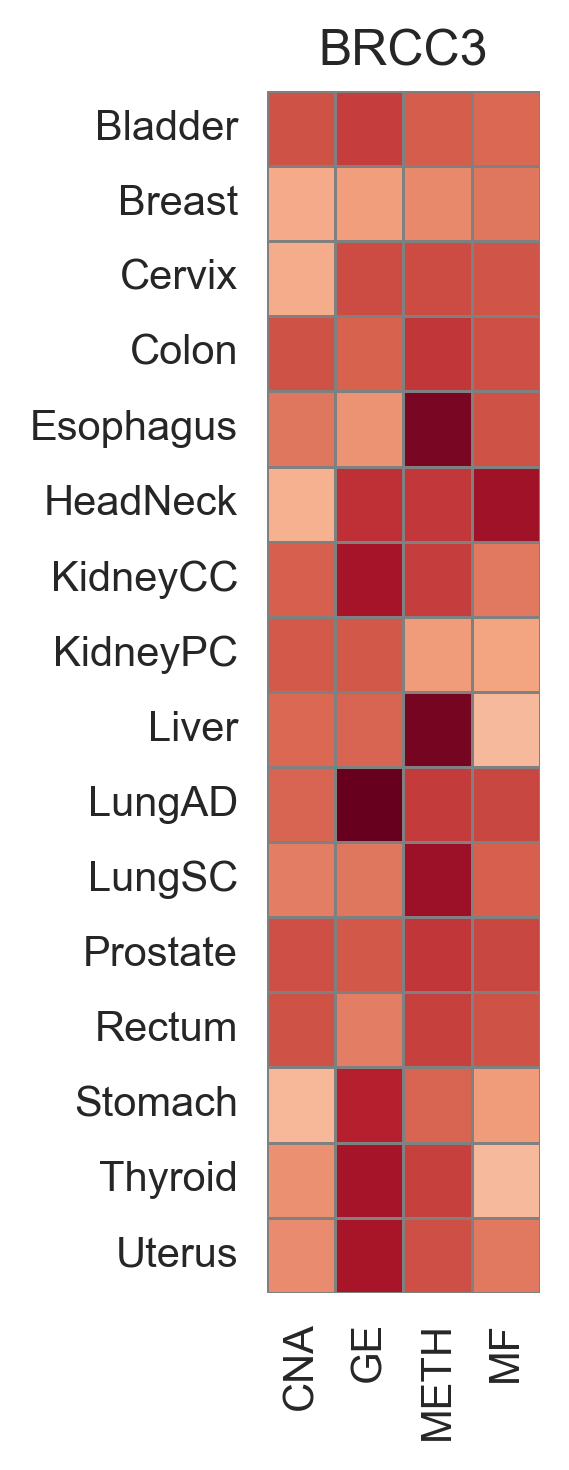 BRCC3
Bladder
Breast
Cervix
Colon
Esophagus
HeadNeck
KidneyCC
KidneyPC
Liver
LungAD
LungSC
Prostate
Rectum
Stomach
Thyroid
Uterus
CNA
GE
METH
MF